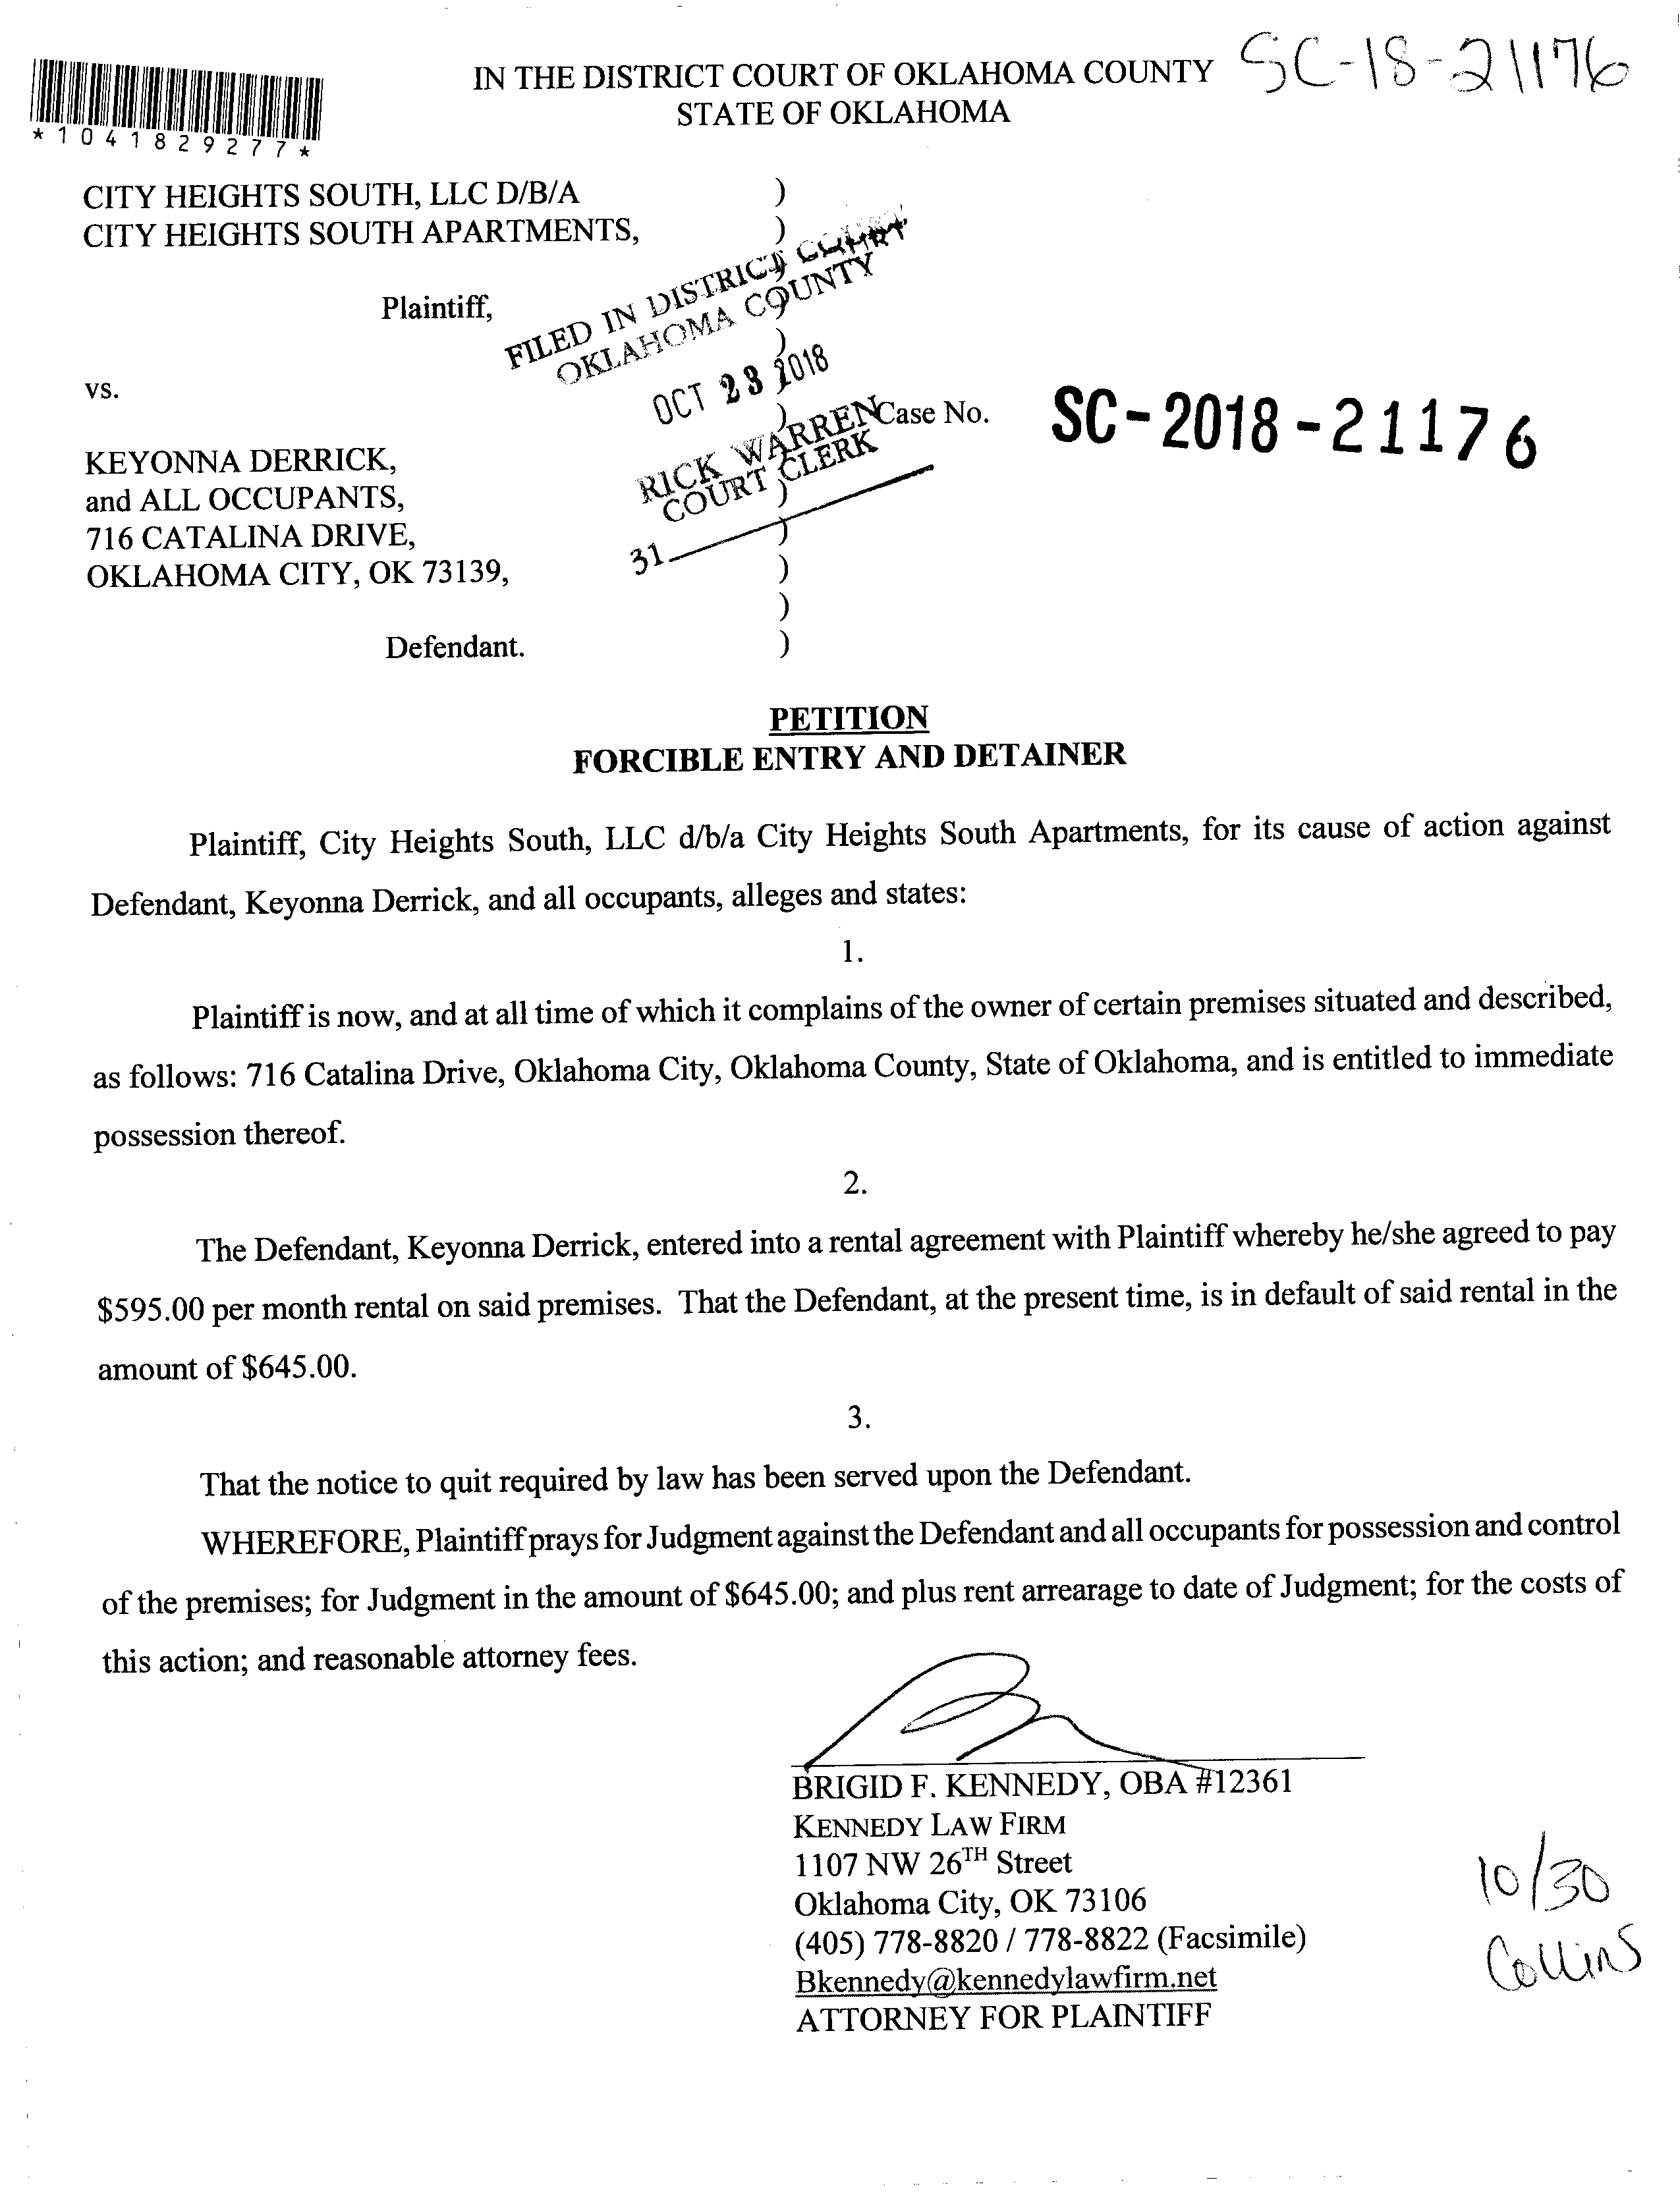 SC-18-21176
IN THE DISTRICT COURT OF OKLAHOMA COUNTY
STATE OF OKLAHOMA
*1041829277*
CITY HEIGHTS SOUTH, LLC D/B/A )
CITY HEIGHTS SOUTH APARTMENTS, )
)
Plaintiff, )
FILED IN DISTRICT COURT
OKLAHOMA COUNTY
)
vs.
OCT 23 2018
) Case No. SC-2018-21176
RICK WARREN
COURT CLERK
KEYONNA DERRICK,
and ALL OCCUPANTS, )
716 CATALINA DRIVE, )
31
OKLAHOMA CITY, OK 73139, )
)
Defendant. )
PETITION
FORCIBLE ENTRY AND DETAINER
Plaintiff, City Heights South, LLC d/b/a City Heights South Apartments, for its cause of action against
Defendant, Keyonna Derrick, and all occupants, alleges and states:
1.
Plaintiff is now, and at all time of which it complains of the owner of certain premises situated and described,
as follows: 716 Catalina Drive, Oklahoma City, Oklahoma County, State of Oklahoma, and is entitled to immediate
possession thereof.
2.
The Defendant, Keyonna Derrick, entered into a rental agreement with Plaintiff whereby he/she agreed to pay
$595.00 per month rental on said premises. That the Defendant, at the present time, is in default of said rental in the
amount of $645.00.
3.
That the notice to quit required by law has been served upon the Defendant.
WHEREFORE, Plaintiff prays for Judgment against the Defendant and all occupants for possession and control
of the premises; for Judgment in the amount of $645.00; and plus rent arrearage to date of Judgment; for the costs of
this action; and reasonable attorney fees.
BRIGID F. KENNEDY, OBA #12361
KENNEDY LAW FIRM
1107 NW 26TH Street
Oklahoma City, OK 73106
(405) 778-8820 / 778-8822 (Facsimile)
Bkennedy@kennedylawfirm.net
ATTORNEY FOR PLAINTIFF
10/30
Collins